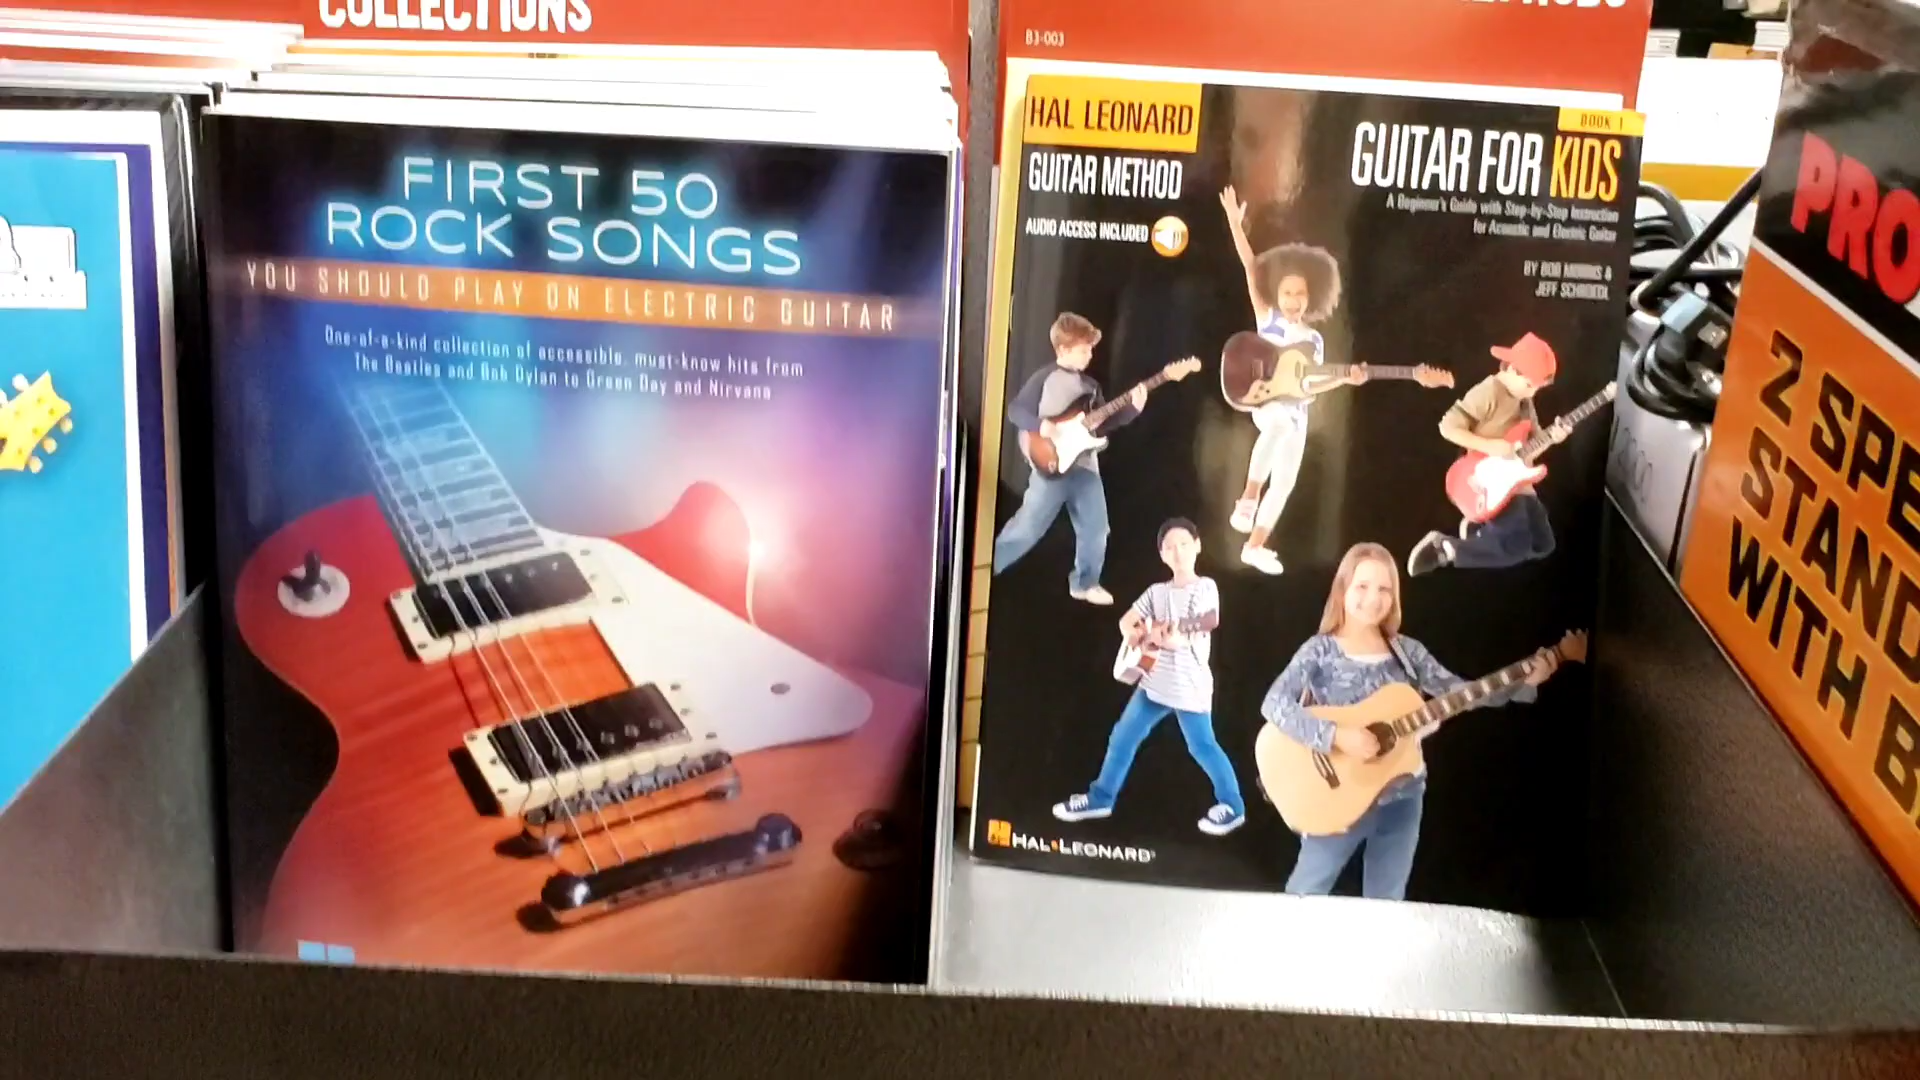 COLLECTIONS
B3-003
FIRST 50
ROCK SONGS
YOU SHOULD PLAY ON ELECTRIC GUITAR
One-of-a-kind collection of accessible, must-know hits from
The Beatles and Bob Dylan to Green Day and Nirvana
HAL LEONARD
GUITAR METHOD
AUDIO ACCESS INCLUDED
BOOK 1
GUITAR FOR KIDS
A Beginner's Guide with Step-by-Step Instruction
for Acoustic and Electric Guitar
BY BOB MORRIS &
JEFF SCHROEDL
HAL•LEONARD®
PRO
2 SPE
STAND
WITH B